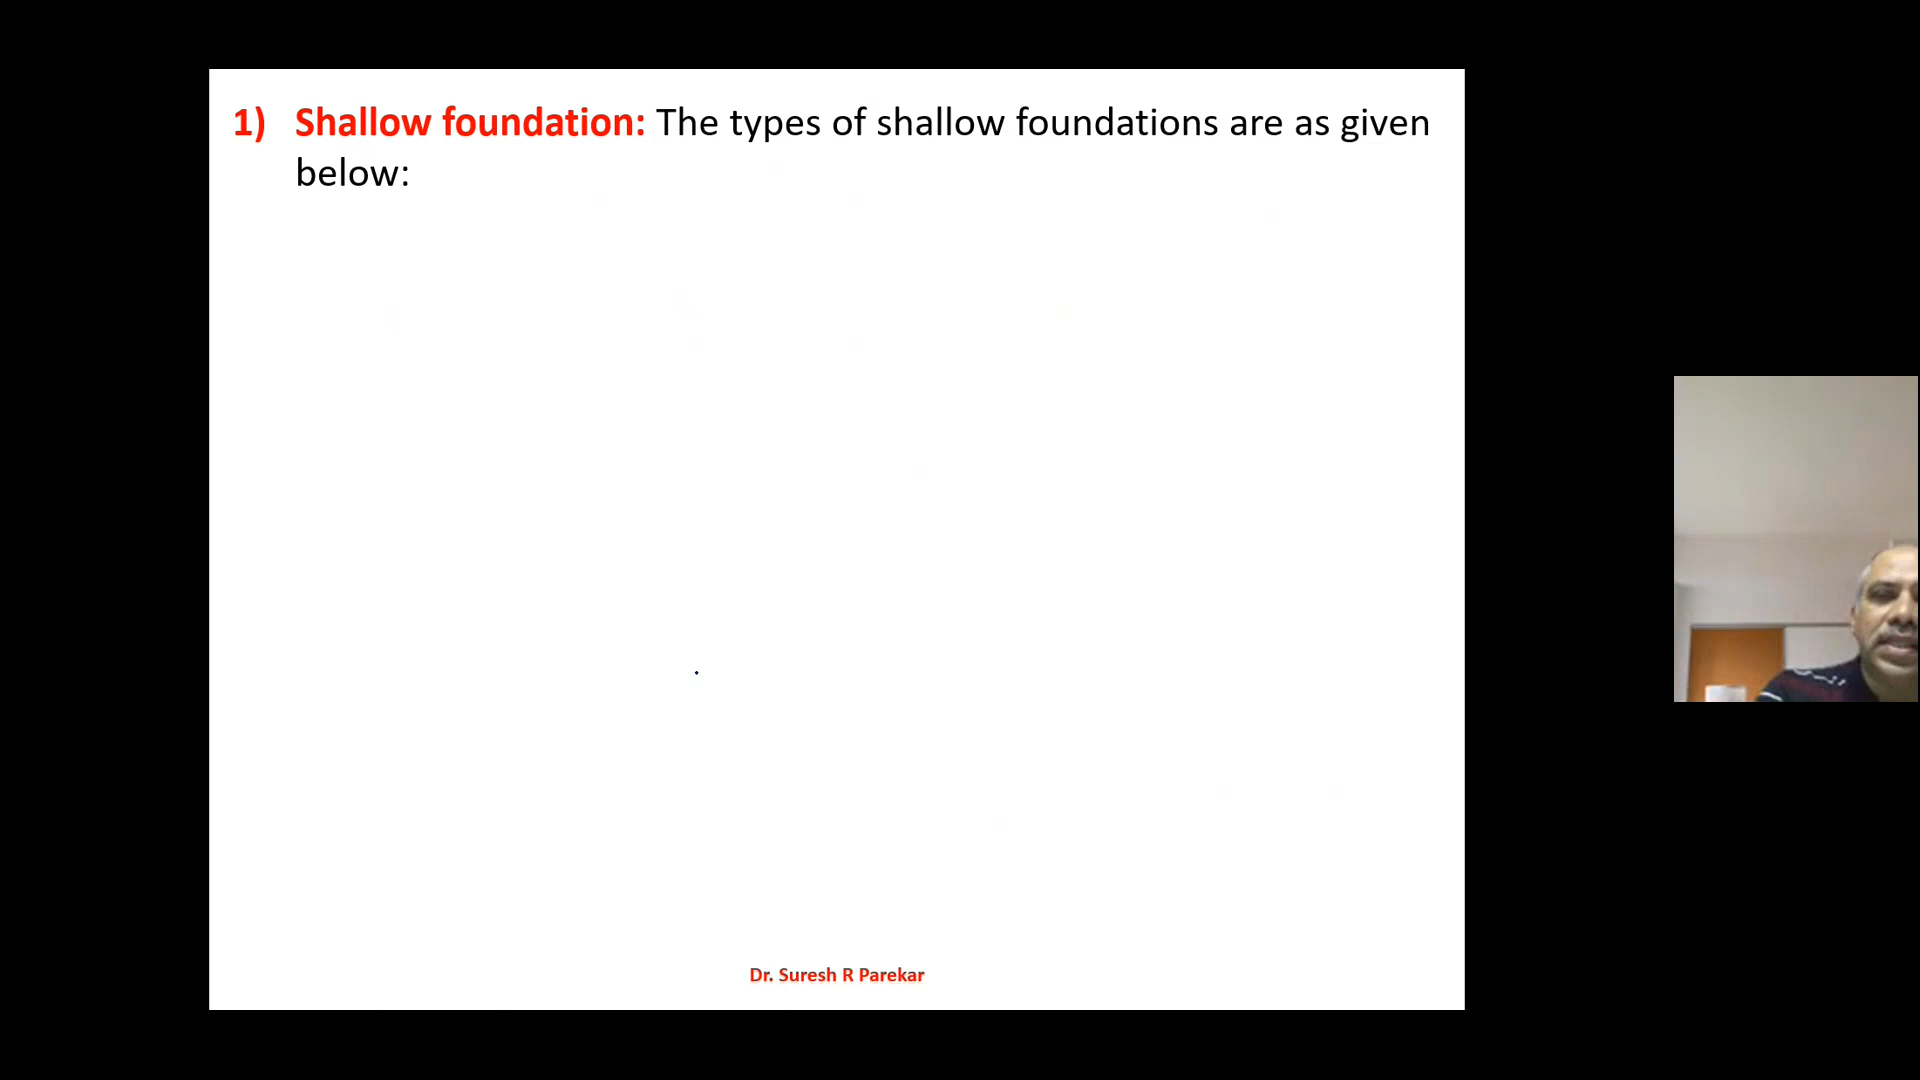 1) Shallow foundation: The types of shallow foundations are as given
below:
Dr. Suresh R Parekar